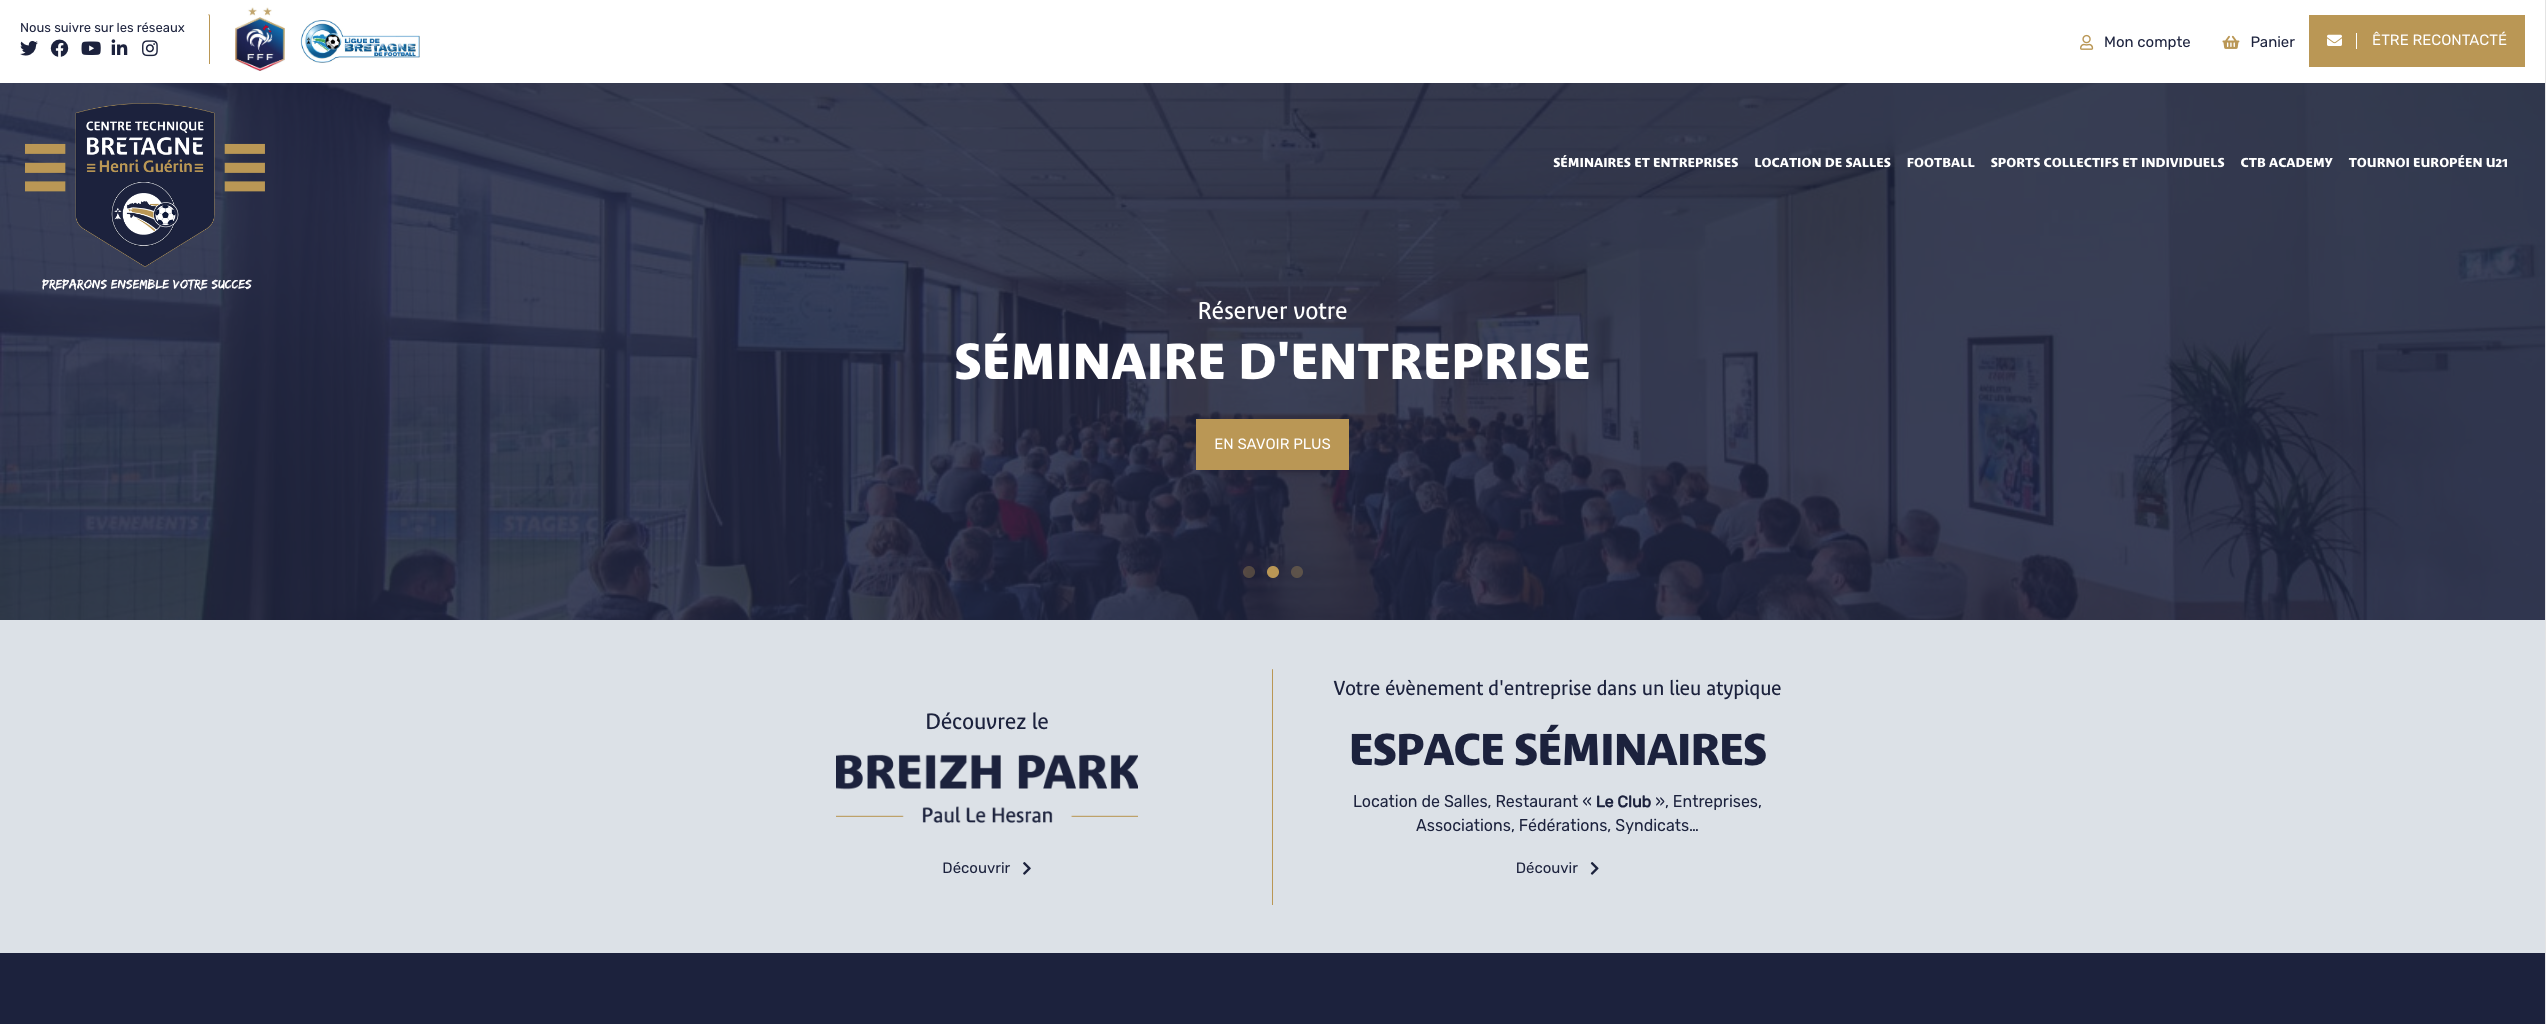 Nous suivre sur les réseaux
FFF
LIGUE DE
BRETAGNE
DE FOOTBALL
Mon compte
Panier
ÊTRE RECONTACTÉ
CENTRE TECHNIQUE
BRETAGNE
Henri Guérin
PREPARONS ENSEMBLE VOTRE SUCCES
SÉMINAIRES ET ENTREPRISES
LOCATION DE SALLES
FOOTBALL
SPORTS COLLECTIFS ET INDIVIDUELS
CTB ACADEMY
TOURNOI EUROPÉEN U21
Réserver votre
SÉMINAIRE D'ENTREPRISE
EN SAVOIR PLUS
EVENEMENTS
STAGES
Découvrez le
BREIZH PARK
Paul Le Hesran
Découvrir
Votre évènement d'entreprise dans un lieu atypique
ESPACE SÉMINAIRES
Location de Salles, Restaurant « Le Club », Entreprises,
Associations, Fédérations, Syndicats…
Découvir